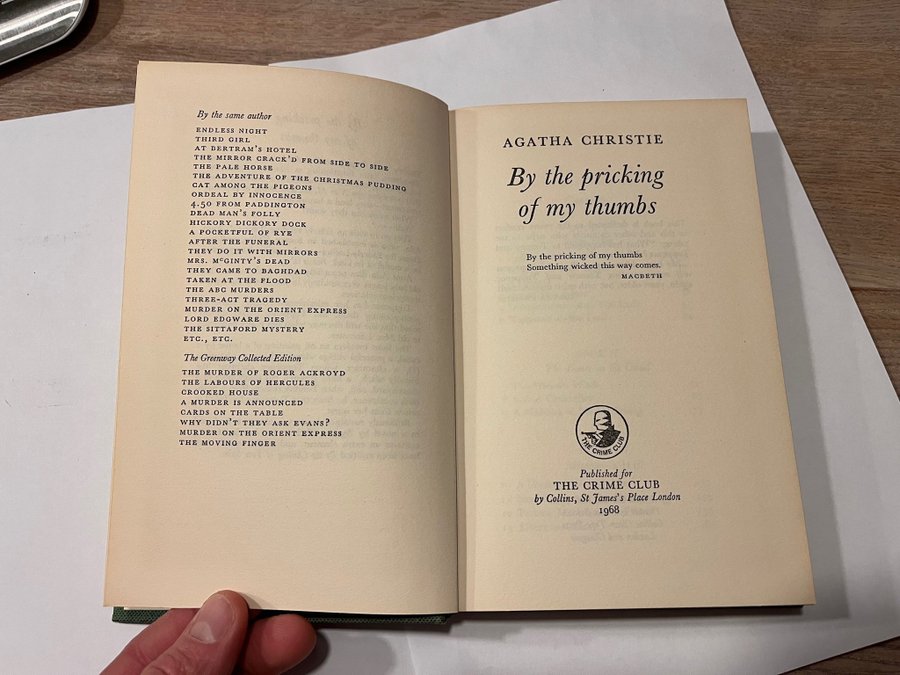 By the same author
ENDLESS NIGHT
THIRD GIRL
AT BERTRAM'S HOTEL
THE MIRROR CRACK'D FROM SIDE TO SIDE
THE PALE HORSE
THE ADVENTURE OF THE CHRISTMAS PUDDING
CAT AMONG THE PIGEONS
ORDEAL BY INNOCENCE
4.50 FROM PADDINGTON
DEAD MAN'S FOLLY
HICKORY DICKORY DOCK
A POCKETFUL OF RYE
AFTER THE FUNERAL
THEY DO IT WITH MIRRORS
MRS. McGINTY'S DEAD
THEY CAME TO BAGHDAD
TAKEN AT THE FLOOD
THE ABC MURDERS
THREE-ACT TRAGEDY
MURDER ON THE ORIENT EXPRESS
LORD EDGWARE DIES
THE SITTAFORD MYSTERY
ETC., ETC.
The Greenway Collected Edition
THE MURDER OF ROGER ACKROYD
THE LABOURS OF HERCULES
CROOKED HOUSE
A MURDER IS ANNOUNCED
CARDS ON THE TABLE
WHY DIDN'T THEY ASK EVANS?
MURDER ON THE ORIENT EXPRESS
THE MOVING FINGER
AGATHA CHRISTIE
By the pricking
of my thumbs
By the pricking of my thumbs
Something wicked this way comes.
MACBETH
THE CRIME CLUB
Published for
THE CRIME CLUB
by Collins, St James's Place London
1968